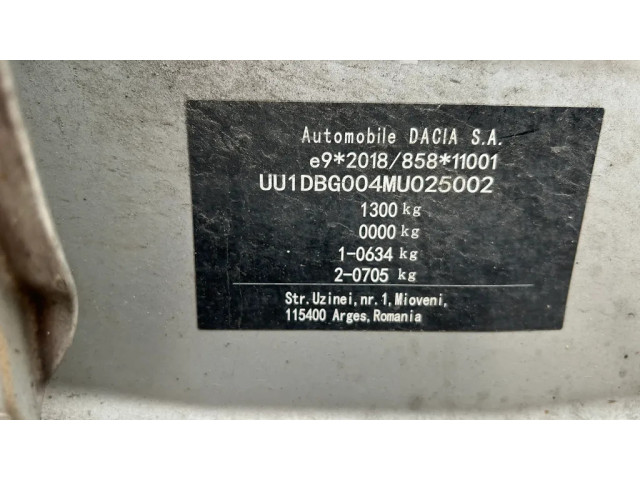 Automobile DACIA S.A.
e9*2018/858*11001
UU1DBG004MU025002
1300 kg
0000 kg
1-0634 kg
2-0705 kg
Str.Uzinei,nr.1,Mioveni,
115400 Arges,Romania